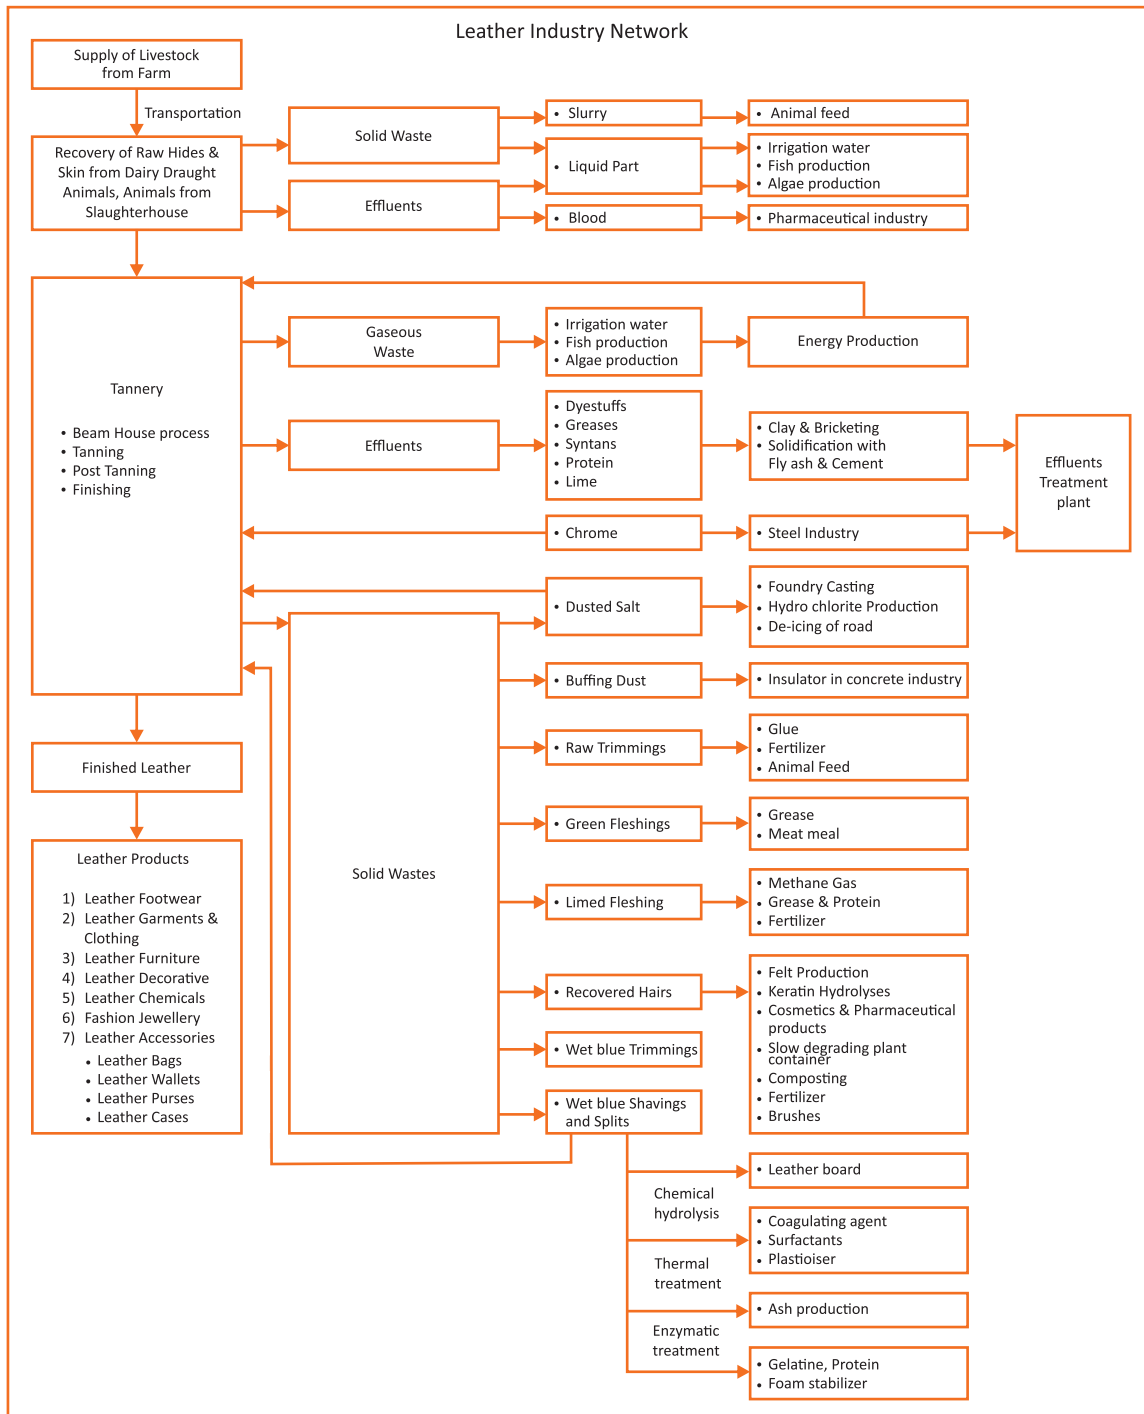 Leather Industry Network
Supply of Livestock
from Farm
Transportation
Recovery of Raw Hides &
Skin from Dairy Draught
Animals, Animals from
Slaughterhouse
Solid Waste
Effluents
• Slurry
• Liquid Part
• Blood
• Animal feed
• Irrigation water
• Fish production
• Algae production
• Pharmaceutical industry
Tannery
• Beam House process
• Tanning
• Post Tanning
• Finishing
Gaseous
Waste
• Irrigation water
• Fish production
• Algae production
Energy Production
Effluents
• Dyestuffs
• Greases
• Syntans
• Protein
• Lime
• Clay & Bricketing
• Solidification with
Fly ash & Cement
Effluents
Treatment
plant
• Chrome
• Steel Industry
• Dusted Salt
• Foundry Casting
• Hydro chlorite Production
• De-icing of road
Solid Wastes
• Buffing Dust
• Insulator in concrete industry
• Raw Trimmings
• Glue
• Fertilizer
• Animal Feed
• Green Fleshings
• Grease
• Meat meal
• Limed Fleshing
• Methane Gas
• Grease & Protein
• Fertilizer
• Recovered Hairs
• Felt Production
• Keratin Hydrolyses
• Cosmetics & Pharmaceutical
products
• Slow degrading plant
container
• Composting
• Fertilizer
• Brushes
• Wet blue Trimmings
• Wet blue Shavings
and Splits
• Leather board
Chemical
hydrolysis
• Coagulating agent
• Surfactants
• Plastioiser
Thermal
treatment
• Ash production
Enzymatic
treatment
• Gelatine, Protein
• Foam stabilizer
Finished Leather
Leather Products
1) Leather Footwear
2) Leather Garments &
Clothing
3) Leather Furniture
4) Leather Decorative
5) Leather Chemicals
6) Fashion Jewellery
7) Leather Accessories
• Leather Bags
• Leather Wallets
• Leather Purses
• Leather Cases